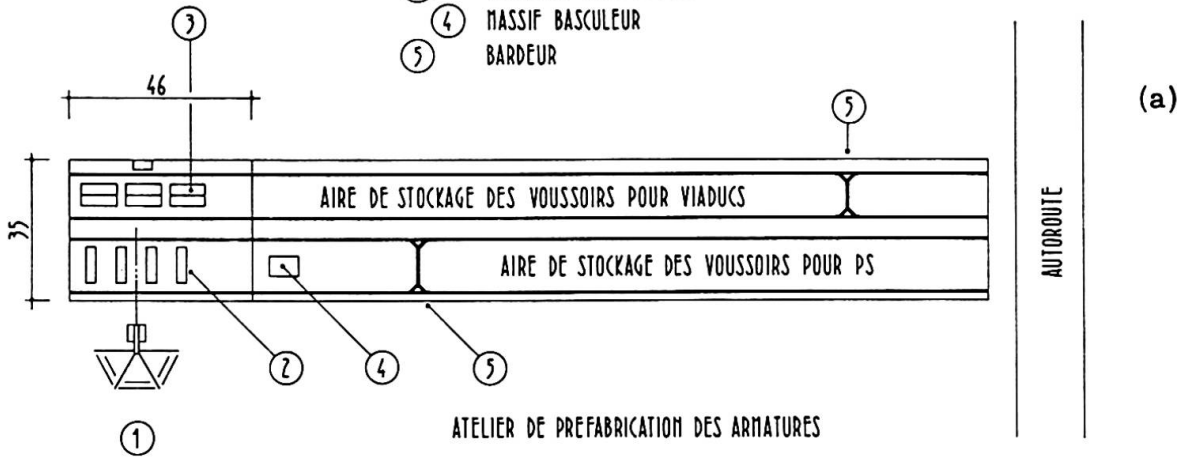 3
4 MASSIF BASCULEUR
5 BARDEUR
46
5
(a)
AIRE DE STOCKAGE DES VOUSSOIRS POUR VIADUCS
35
AUTOROUTE
AIRE DE STOCKAGE DES VOUSSOIRS POUR PS
2
4
5
1
ATELIER DE PREFABRICATION DES ARMATURES